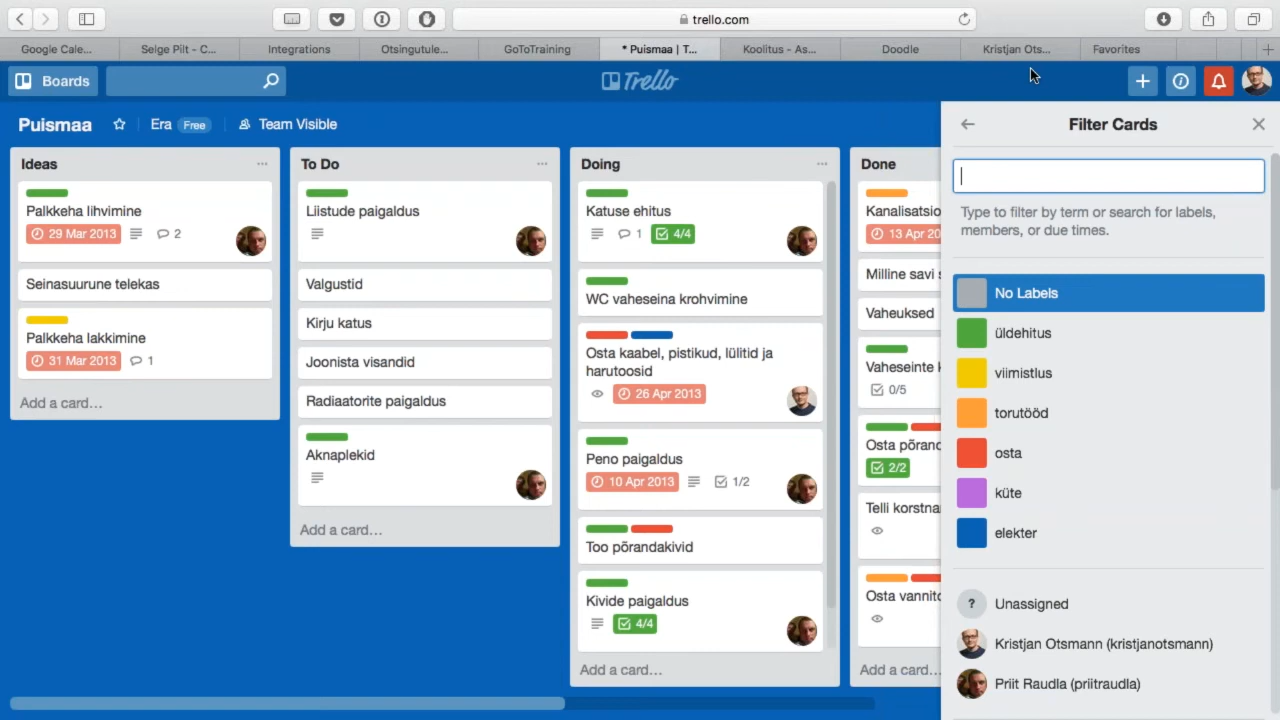 trello.com
Google Cale...
Selge Pilt - C...
Integrations
Otsingutule...
GoToTraining
* Puismaa | T...
Koolitus - As...
Doodle
Kristjan Ots...
Favorites
Boards
Trello
Puismaa
Era Free
Team Visible
Ideas
Palkkeha lihvimine
29 Mar 2013
2
Seinasuurune telekas
Palkkeha lakkimine
31 Mar 2013
1
Add a card…
To Do
Liistude paigaldus
Valgustid
Kirju katus
Joonista visandid
Radiaatorite paigaldus
Aknaplekid
Add a card…
Doing
Katuse ehitus
1
4/4
WC vaheseina krohvimine
Osta kaabel, pistikud, lülitid ja
harutoosid
26 Apr 2013
Peno paigaldus
10 Apr 2013
1/2
Too põrandakivid
Kivide paigaldus
4/4
Add a card…
Done
Kanalisatsio
13 Apr 20
Milline savi s
Vaheuksed
Vaheseinte k
0/5
Osta põrand
2/2
Telli korstna
Osta vannito
Add a card…
Filter Cards
Type to filter by term or search for labels,
members, or due times.
No Labels
üldehitus
viimistlus
torutööd
osta
küte
elekter
? Unassigned
Kristjan Otsmann (kristjanotsmann)
Priit Raudla (priitraudla)